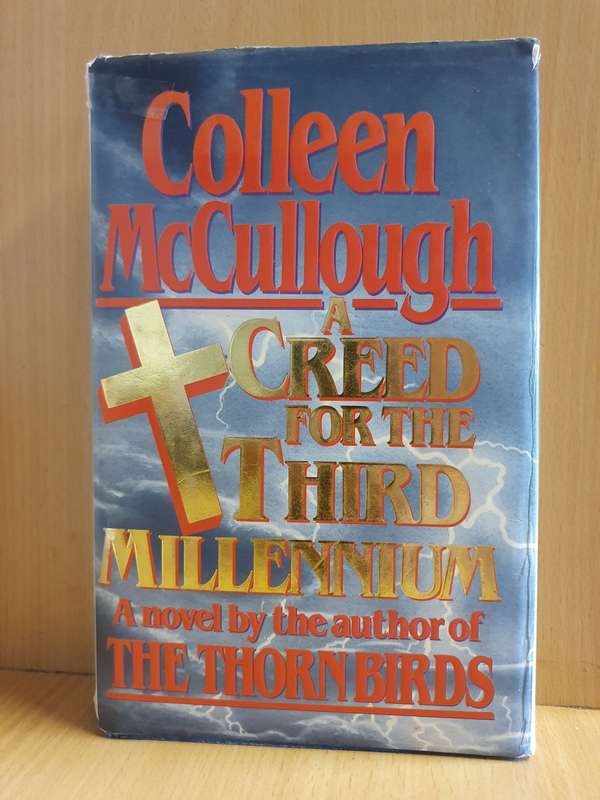 Colleen
McCullough
A
CREED
FOR THE
THIRD
MILLENNIUM
A novel by the author of
THE THORN BIRDS